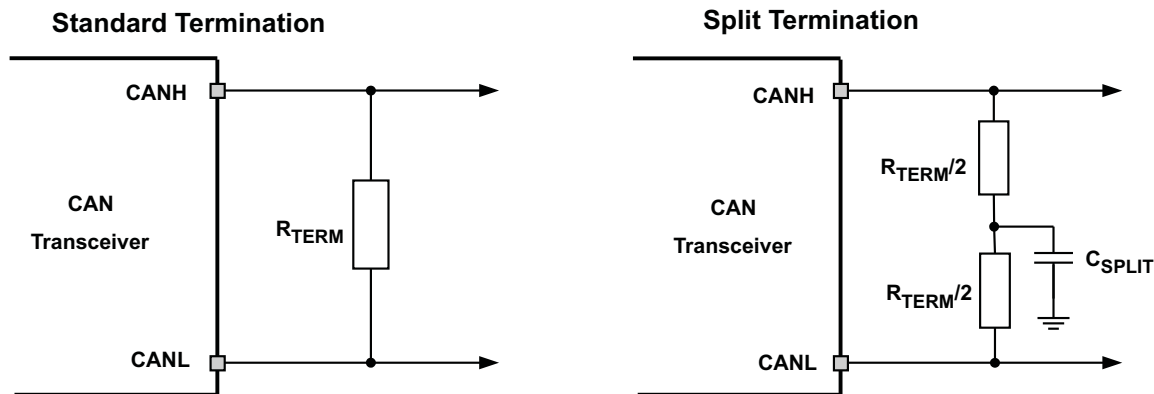 Standard Termination
CANH
CAN
Transceiver
RTERM
CANL
Split Termination
CANH
RTERM/2
CAN
Transceiver
CSPLIT
RTERM/2
CANL